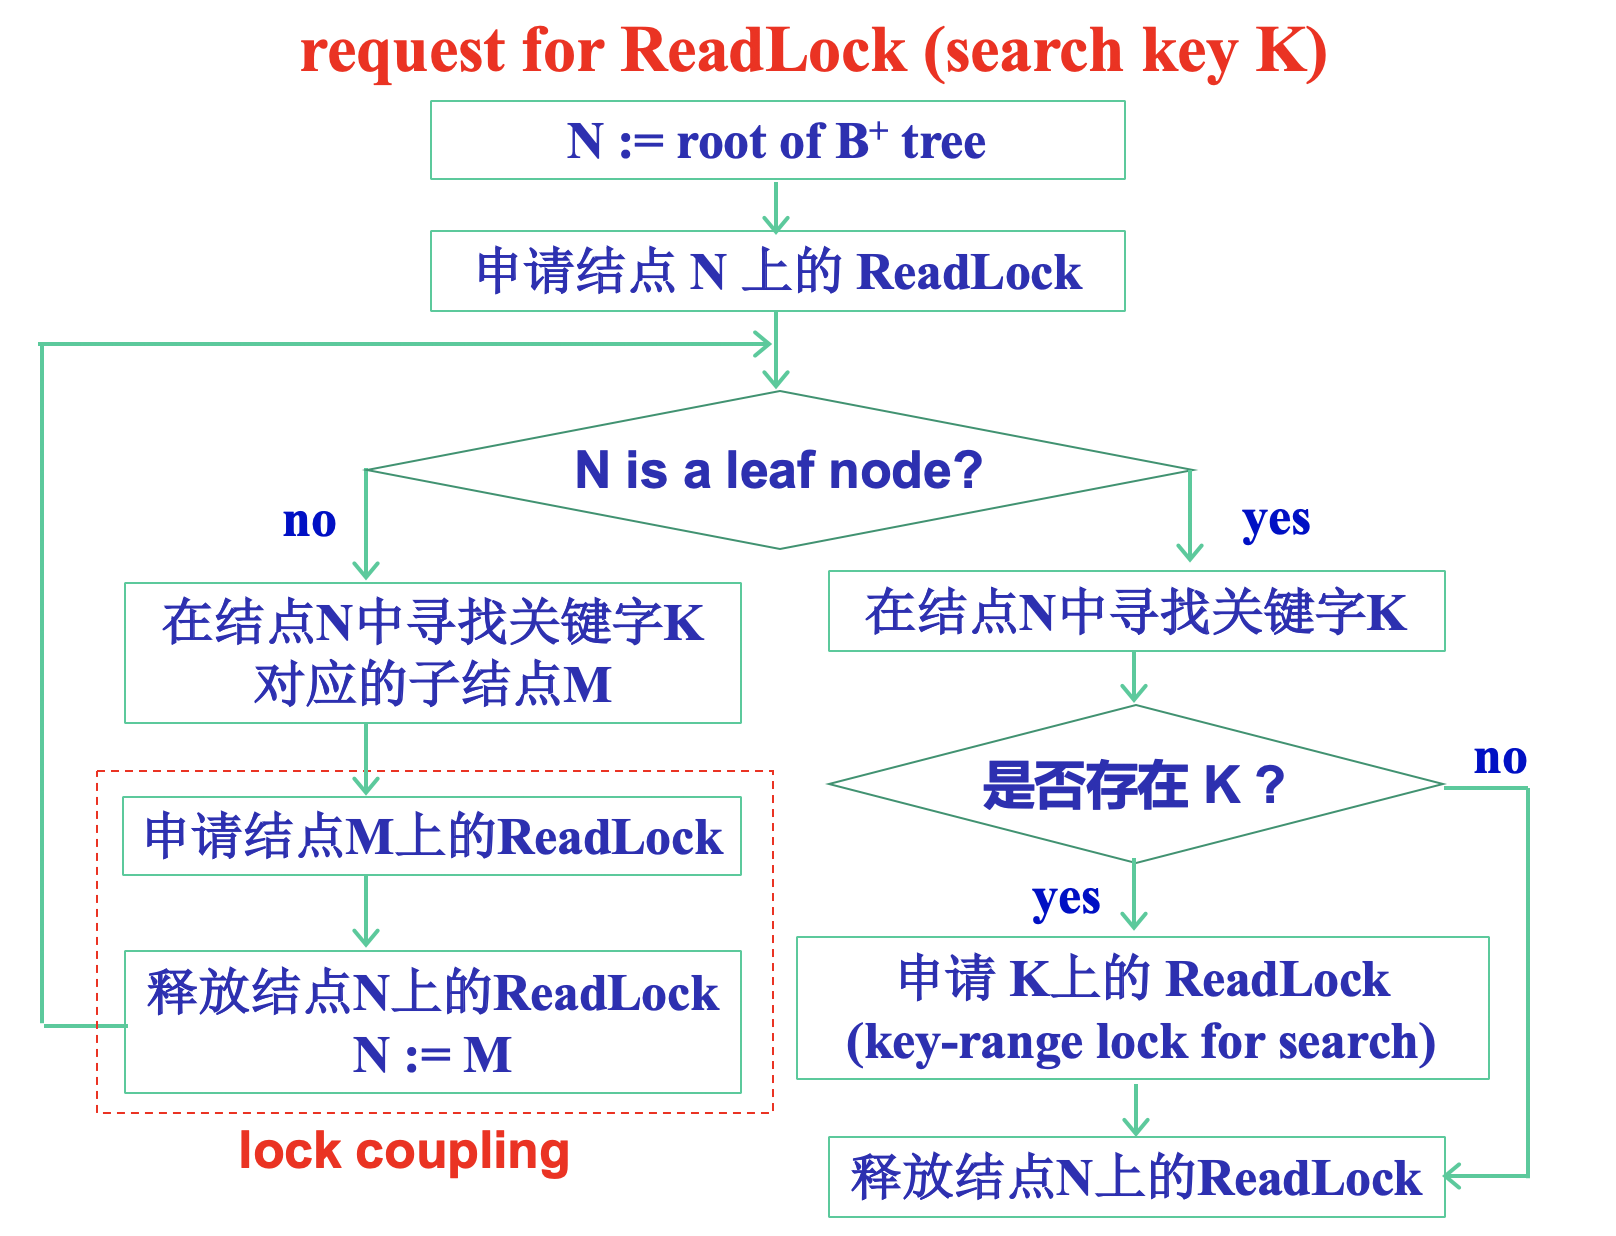 request for ReadLock (search key K)
N := root of B⁺ tree
申请结点 N 上的 ReadLock
N is a leaf node?
no
yes
在结点N中寻找关键字K
对应的子结点M
申请结点M上的ReadLock
释放结点N上的ReadLock
N := M
lock coupling
在结点N中寻找关键字K
是否存在 K ?
no
yes
申请 K上的 ReadLock
(key-range lock for search)
释放结点N上的ReadLock